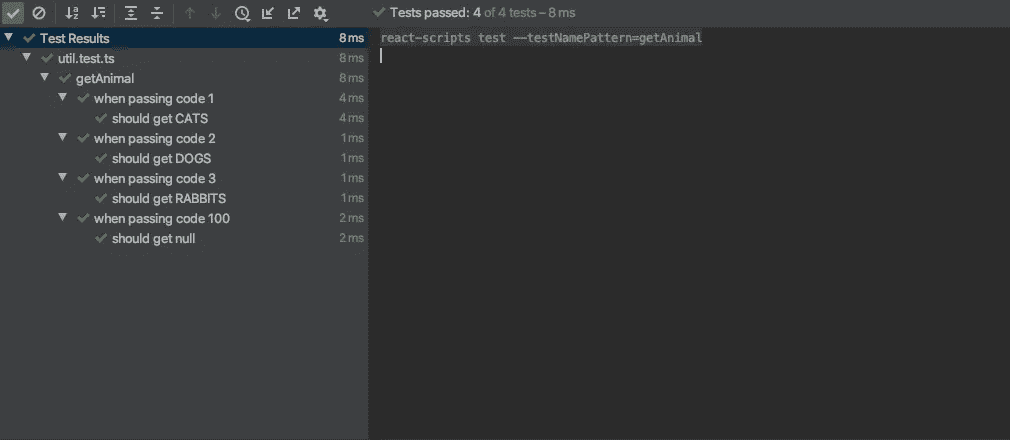 Tests passed: 4 of 4 tests – 8 ms
Test Results 8 ms
util.test.ts 8 ms
getAnimal 8 ms
when passing code 1 4 ms
should get CATS 4 ms
when passing code 2 1 ms
should get DOGS 1 ms
when passing code 3 1 ms
should get RABBITS 1 ms
when passing code 100 2 ms
should get null 2 ms
react-scripts test --testNamePattern=getAnimal